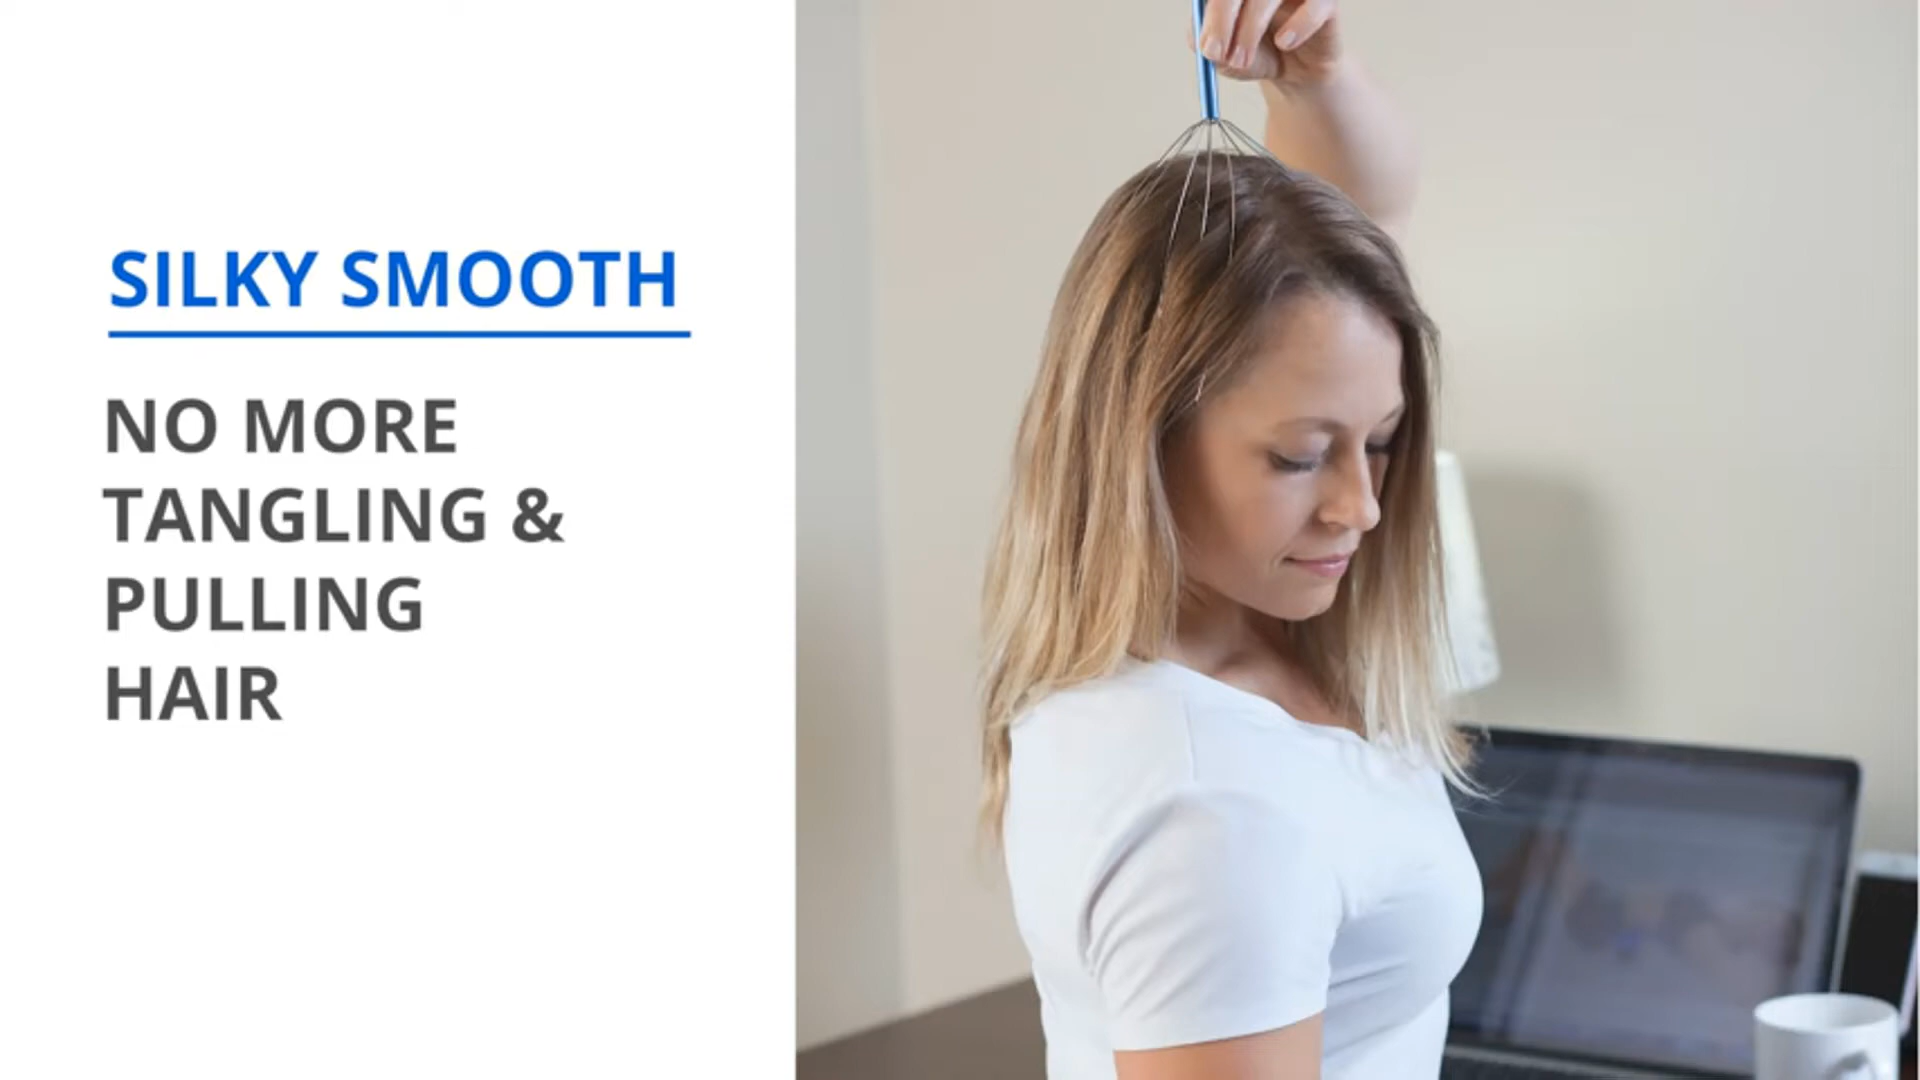 SILKY SMOOTH
NO MORE
TANGLING &
PULLING
HAIR